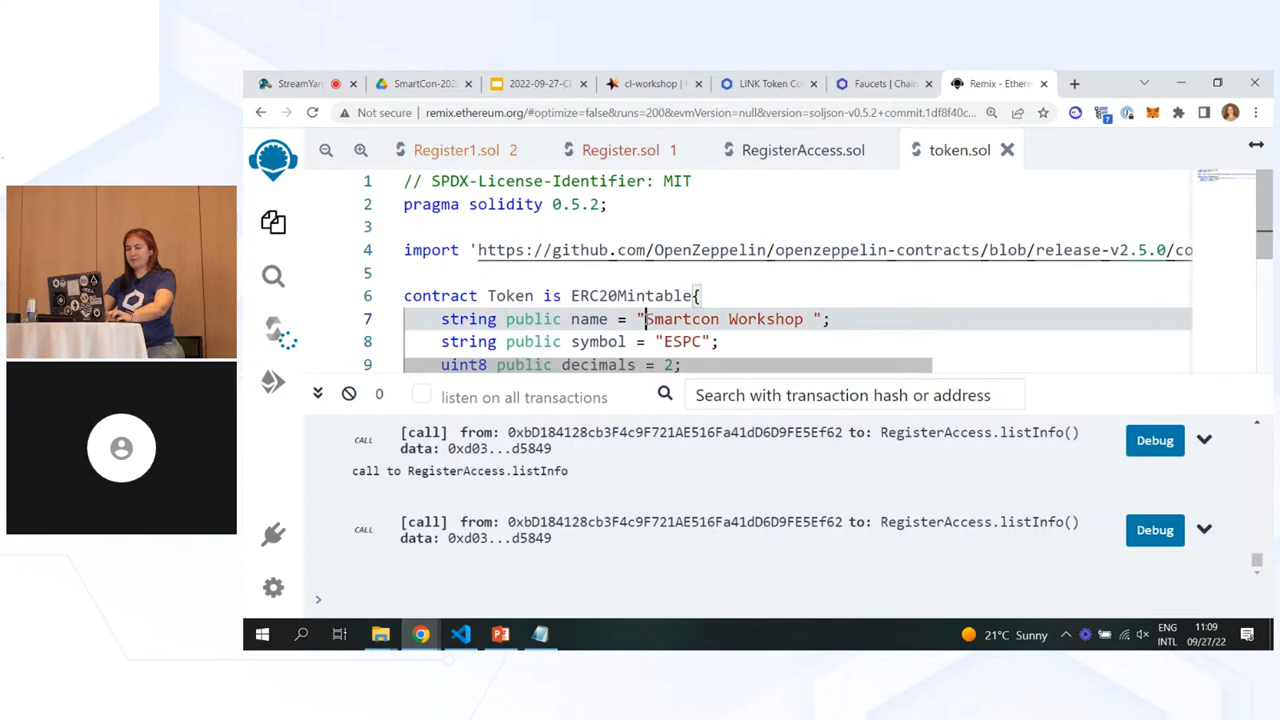 StreamYar
SmartCon-202
2022-09-27-Cl
cl-workshop |
LINK Token Co
Faucets | Chain
Remix - Ethere
Not secure
remix.ethereum.org/#optimize=false&runs=200&evmVersion=null&version=soljson-v0.5.2+commit.1df8f40c...
7
Register1.sol 2
Register.sol 1
RegisterAccess.sol
token.sol
1 // SPDX-License-Identifier: MIT
2 pragma solidity 0.5.2;
3
4 import 'https://github.com/OpenZeppelin/openzeppelin-contracts/blob/release-v2.5.0/co
5
6 contract Token is ERC20Mintable{
7 string public name = "Smartcon Workshop ";
8 string public symbol = "ESPC";
9 uint8 public decimals = 2;
0
listen on all transactions
Search with transaction hash or address
CALL [call] from: 0xbD184128cb3F4c9F721AE516Fa41dD6D9FE5Ef62 to: RegisterAccess.listInfo()
data: 0xd03...d5849
Debug
call to RegisterAccess.listInfo
CALL [call] from: 0xbD184128cb3F4c9F721AE516Fa41dD6D9FE5Ef62 to: RegisterAccess.listInfo()
data: 0xd03...d5849
Debug
>
21°C Sunny
ENG
INTL
11:09
09/27/22